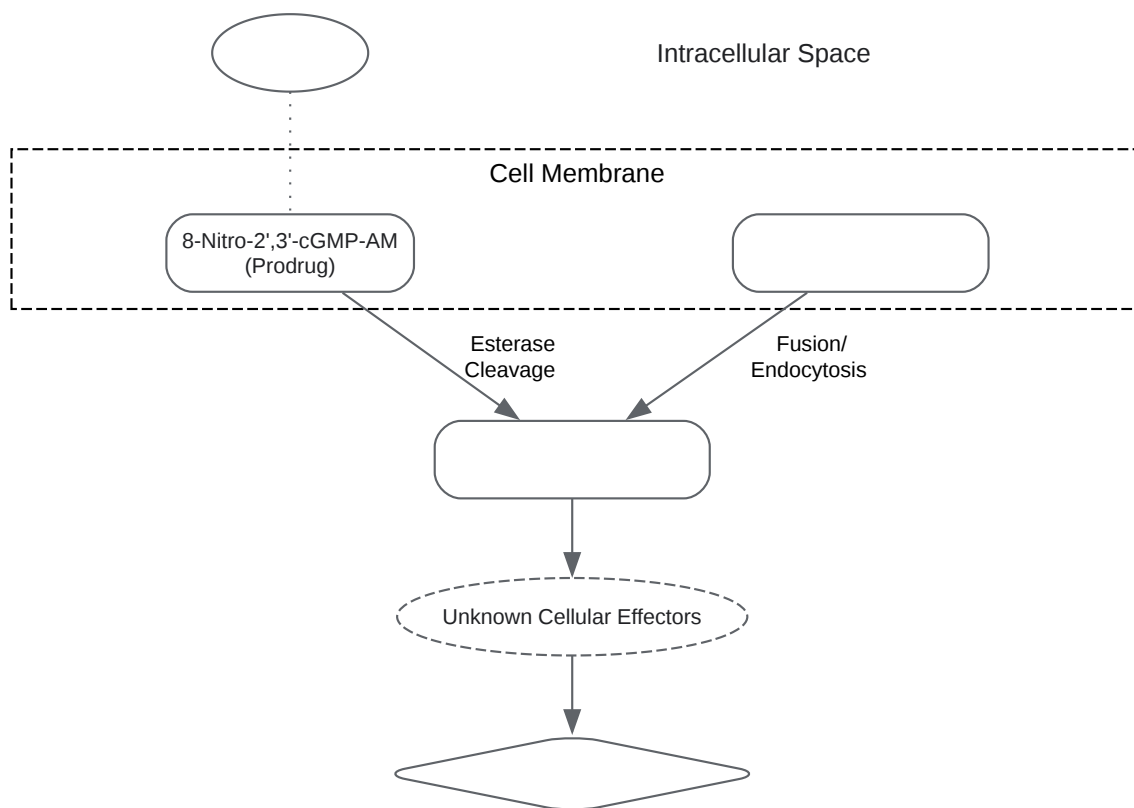 Intracellular Space
Cell Membrane
8-Nitro-2',3'-cGMP-AM
(Prodrug)
Esterase
Cleavage
Fusion/
Endocytosis
Unknown Cellular Effectors